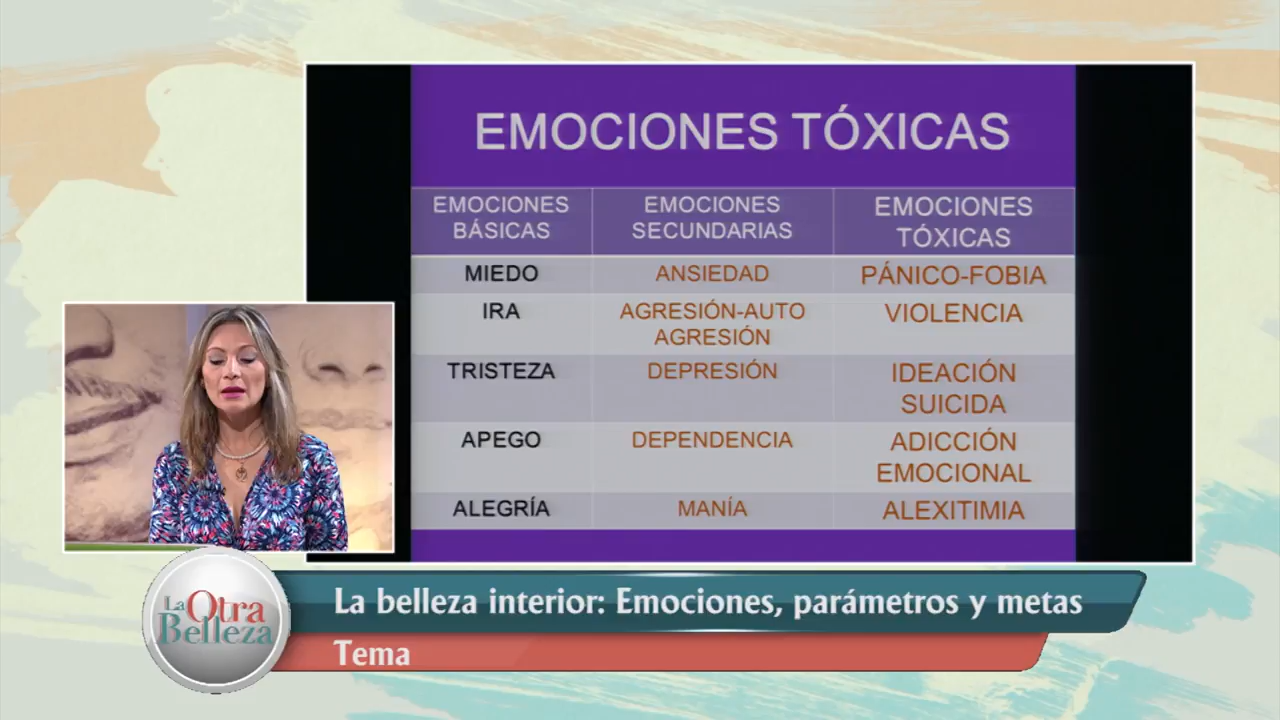 EMOCIONES TÓXICAS
EMOCIONES BÁSICAS
EMOCIONES SECUNDARIAS
EMOCIONES TÓXICAS
MIEDO
ANSIEDAD
PÁNICO-FOBIA
IRA
AGRESIÓN-AUTO
AGRESIÓN
VIOLENCIA
TRISTEZA
DEPRESIÓN
IDEACIÓN
SUICIDA
APEGO
DEPENDENCIA
ADICCIÓN
EMOCIONAL
ALEGRÍA
MANÍA
ALEXITIMIA
La Otra
Belleza
La belleza interior: Emociones, parámetros y metas
Tema